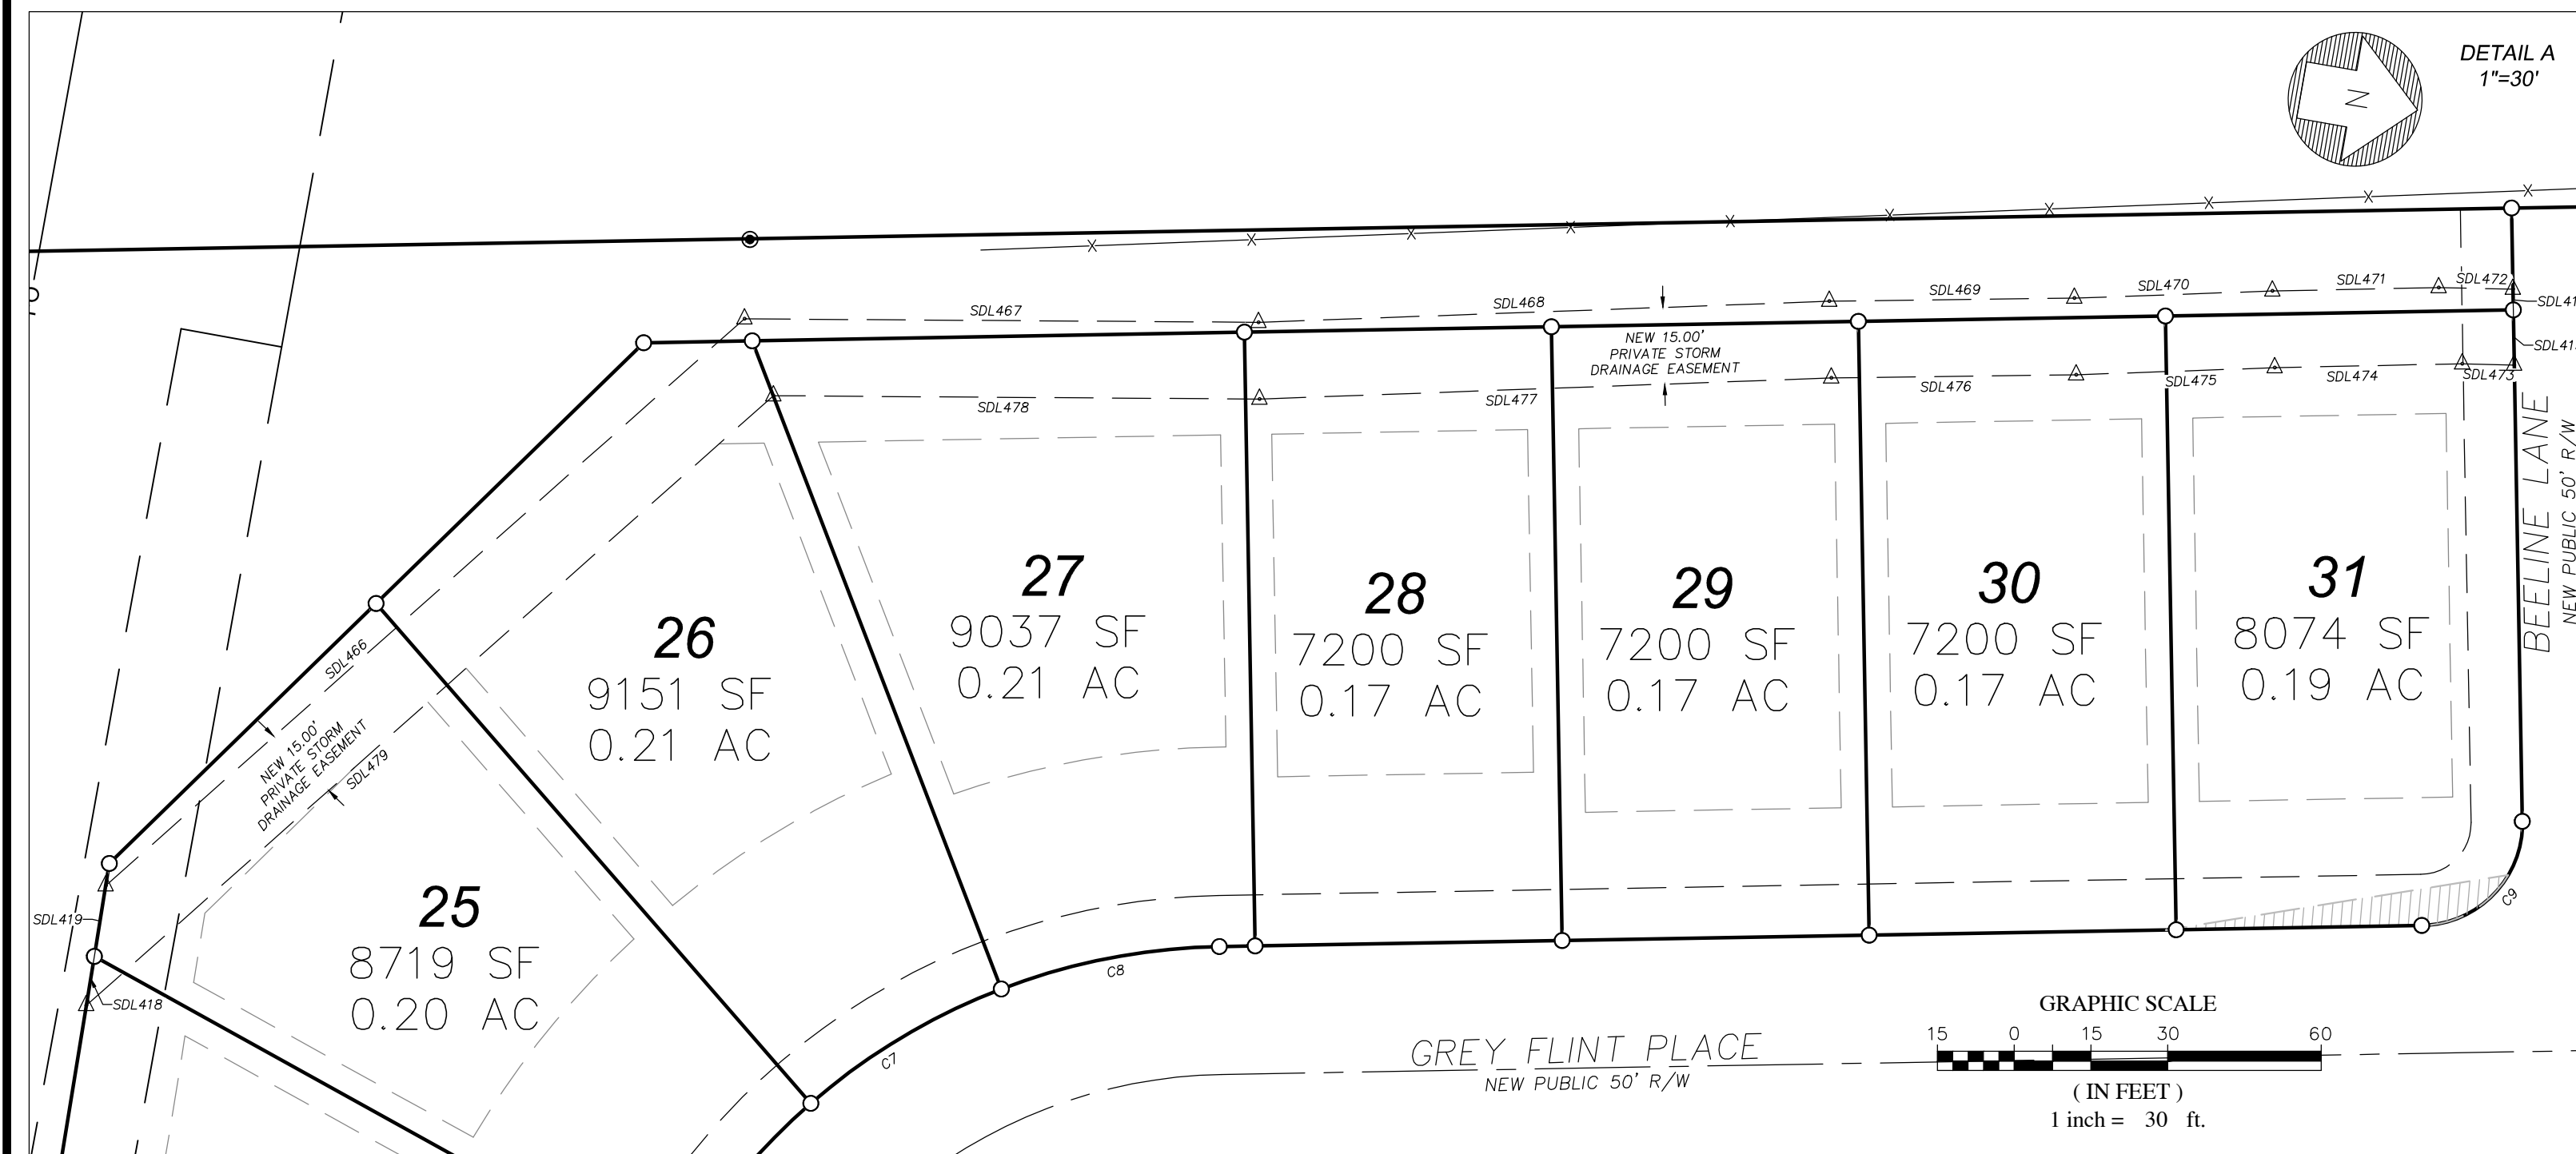 DETAIL A
1"=30'
N
SDL467
SDL468
SDL469
SDL470
SDL471
SDL472
NEW 15.00'
PRIVATE STORM
DRAINAGE EASEMENT
SDL478
SDL477
SDL476
SDL475
SDL474
SDL473
BEELINE LANE
NEW PUBLIC 50' R/W
27
9037 SF
0.21 AC
28
7200 SF
0.17 AC
29
7200 SF
0.17 AC
30
7200 SF
0.17 AC
31
8074 SF
0.19 AC
26
9151 SF
0.21 AC
SDL466
NEW 15.00'
PRIVATE STORM
DRAINAGE EASEMENT
SDL479
25
8719 SF
0.20 AC
SDL419
SDL418
C7
C8
C9
GREY FLINT PLACE
NEW PUBLIC 50' R/W
GRAPHIC SCALE
15 0 15 30 60
( IN FEET )
1 inch = 30 ft.